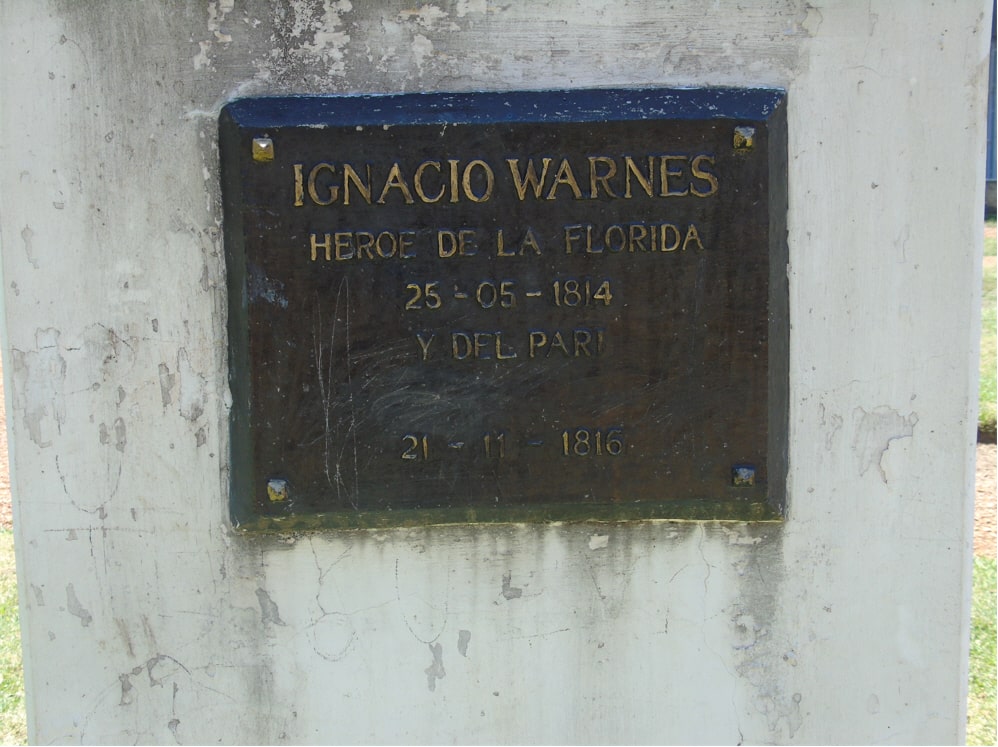 IGNACIO WARNES
HEROE DE LA FLORIDA
25 - 05 - 1814
Y DEL PARI
21 - 11 - 1816